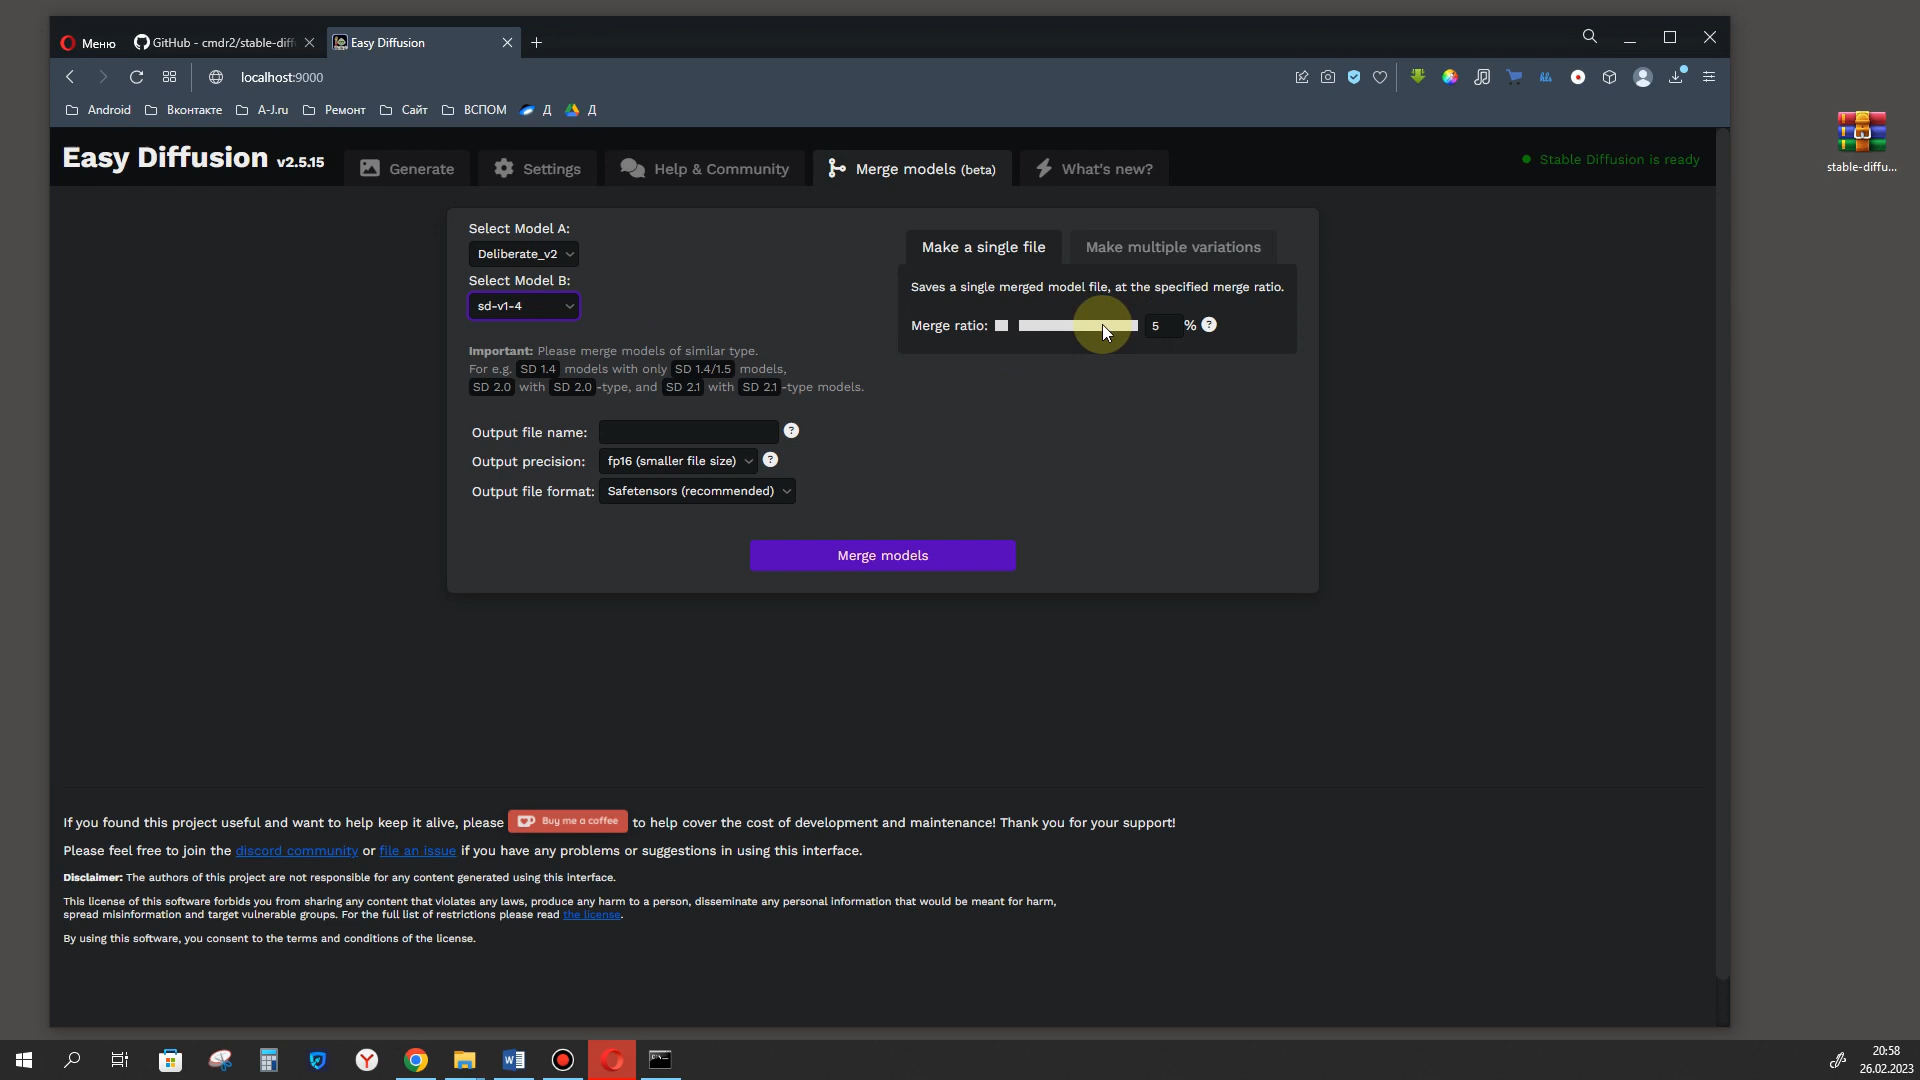 Меню
GitHub - cmdr2/stable-diff
Easy Diffusion
localhost:9000
Android
Вконтакте
A-J.ru
Ремонт
Сайт
ВСПОМ
Д
Д
Easy Diffusion v2.5.15
Generate
Settings
Help & Community
Merge models (beta)
What's new?
Stable Diffusion is ready
stable-diffu...
Select Model A:
Deliberate_v2
Select Model B:
sd-v1-4
Important: Please merge models of similar type.
For e.g. SD 1.4 models with only SD 1.4/1.5 models,
SD 2.0 with SD 2.0 -type, and SD 2.1 with SD 2.1 -type models.
Make a single file
Make multiple variations
Saves a single merged model file, at the specified merge ratio.
Merge ratio: 5 % ?
Output file name: ?
Output precision: fp16 (smaller file size) ?
Output file format: Safetensors (recommended)
Merge models
If you found this project useful and want to help keep it alive, please Buy me a coffee to help cover the cost of development and maintenance! Thank you for your support!
Please feel free to join the discord community or file an issue if you have any problems or suggestions in using this interface.
Disclaimer: The authors of this project are not responsible for any content generated using this interface.
This license of this software forbids you from sharing any content that violates any laws, produce any harm to a person, disseminate any personal information that would be meant for harm,
spread misinformation and target vulnerable groups. For the full list of restrictions please read the license.
By using this software, you consent to the terms and conditions of the license.
20:58
26.02.2023